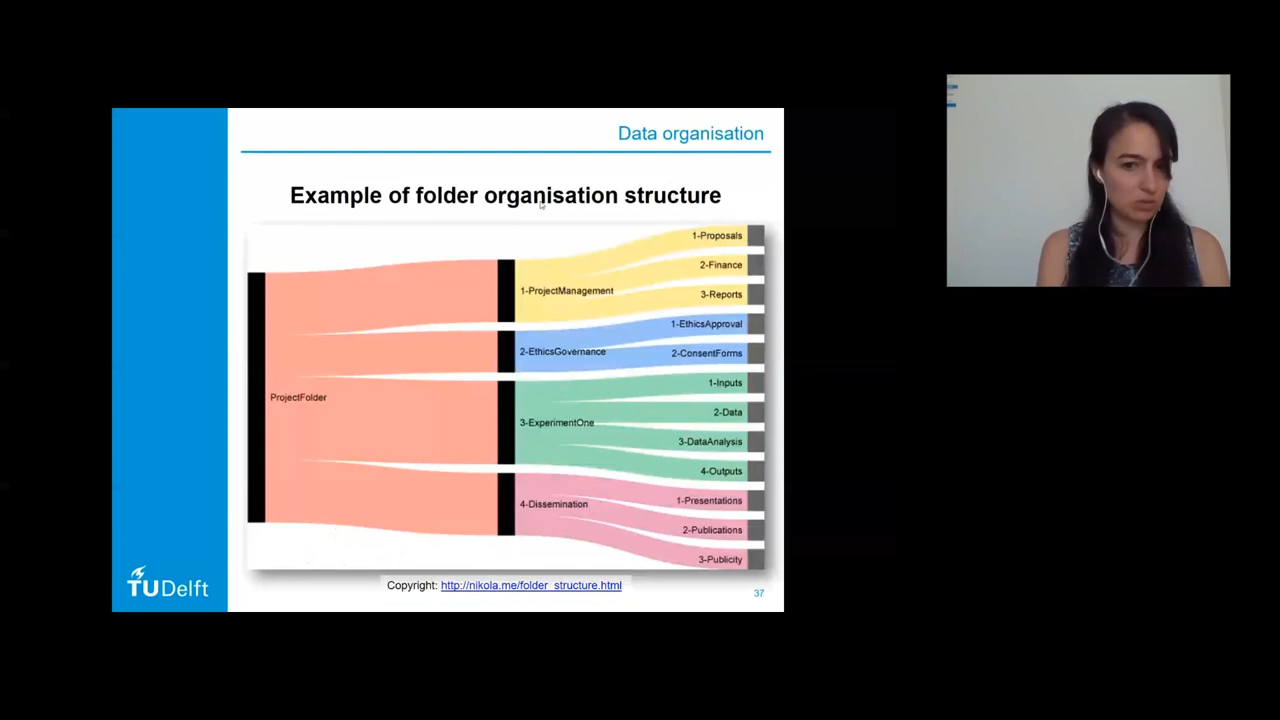 Data organisation
Example of folder organisation structure
ProjectFolder
1-ProjectManagement
2-EthicsGovernance
3-ExperimentOne
4-Dissemination
1-Proposals
2-Finance
3-Reports
1-EthicsApproval
2-ConsentForms
1-Inputs
2-Data
3-DataAnalysis
4-Outputs
1-Presentations
2-Publications
3-Publicity
Copyright: http://nikola.me/folder_structure.html
TUDelft
37